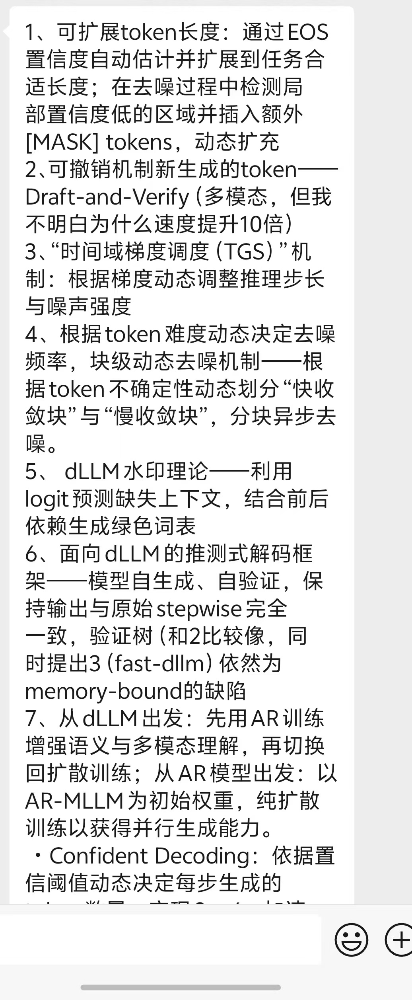 1、可扩展token长度：通过EOS
置信度自动估计并扩展到任务合
适长度；在去噪过程中检测局
部置信度低的区域并插入额外
[MASK] tokens，动态扩充
2、可撤销机制新生成的token——
Draft-and-Verify（多模态，但我
不明白为什么速度提升10倍）
3、“时间域梯度调度（TGS）”机
制：根据梯度动态调整推理步长
与噪声强度
4、根据token难度动态决定去噪
频率，块级动态去噪机制——根
据token不确定性动态划分“快收
敛块”与“慢收敛块”，分块异步去
噪。
5、 dLLM水印理论——利用
logit预测缺失上下文，结合前后
依赖生成绿色词表
6、面向dLLM的推测式解码框
架——模型自生成、自验证，保
持输出与原始stepwise完全
一致，验证树（和2比较像，同
时提出3（fast-dllm）依然为
memory-bound的缺陷
7、从dLLM出发：先用AR训练
增强语义与多模态理解，再切换
回扩散训练；从AR模型出发：以
AR-MLLM为初始权重，纯扩散
训练以获得并行生成能力。
・Confident Decoding：依据置
信阈值动态决定每步生成的